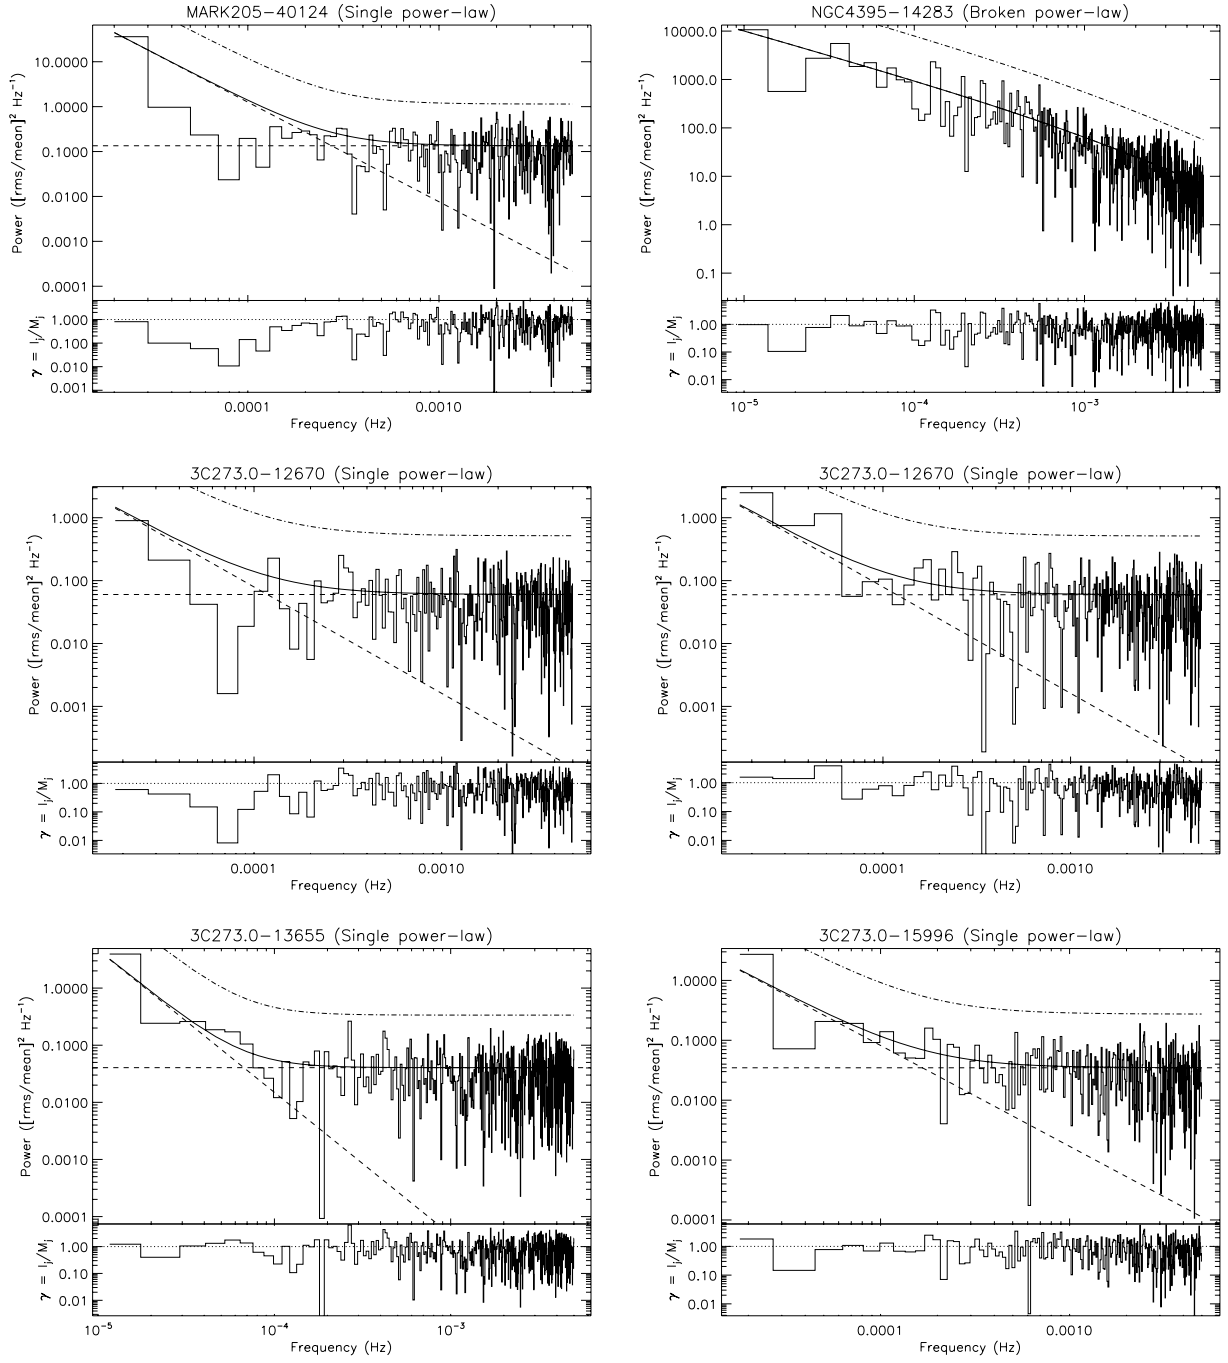 MARK205-40124 (Single power-law)
10.0000
1.0000
0.1000
0.0100
0.0010
0.0001
Power ([rms/mean]² Hz⁻¹)
1.000
0.100
0.010
0.001
γ = Iⱼ/Mⱼ
0.0001
0.0010
Frequency (Hz)
NGC4395-14283 (Broken power-law)
10000.0
1000.0
100.0
10.0
1.0
0.1
Power ([rms/mean]² Hz⁻¹)
1.00
0.10
0.01
γ = Iⱼ/Mⱼ
10⁻⁵
10⁻⁴
10⁻³
Frequency (Hz)
3C273.0-12670 (Single power-law)
1.000
0.100
0.010
0.001
Power ([rms/mean]² Hz⁻¹)
1.00
0.10
0.01
γ = Iⱼ/Mⱼ
0.0001
0.0010
Frequency (Hz)
3C273.0-12670 (Single power-law)
1.000
0.100
0.010
0.001
Power ([rms/mean]² Hz⁻¹)
1.00
0.10
0.01
γ = Iⱼ/Mⱼ
0.0001
0.0010
Frequency (Hz)
3C273.0-13655 (Single power-law)
1.0000
0.1000
0.0100
0.0010
0.0001
Power ([rms/mean]² Hz⁻¹)
1.00
0.10
0.01
γ = Iⱼ/Mⱼ
10⁻⁵
10⁻⁴
10⁻³
Frequency (Hz)
3C273.0-15996 (Single power-law)
1.0000
0.1000
0.0100
0.0010
0.0001
Power ([rms/mean]² Hz⁻¹)
1.00
0.10
0.01
γ = Iⱼ/Mⱼ
0.0001
0.0010
Frequency (Hz)